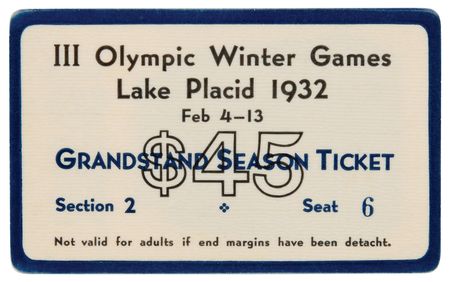 III Olympic Winter Games
Lake Placid 1932
Feb 4–13
$45
GRANDSTAND SEASON TICKET
Section 2 Seat 6
Not valid for adults if end margins have been detacht.